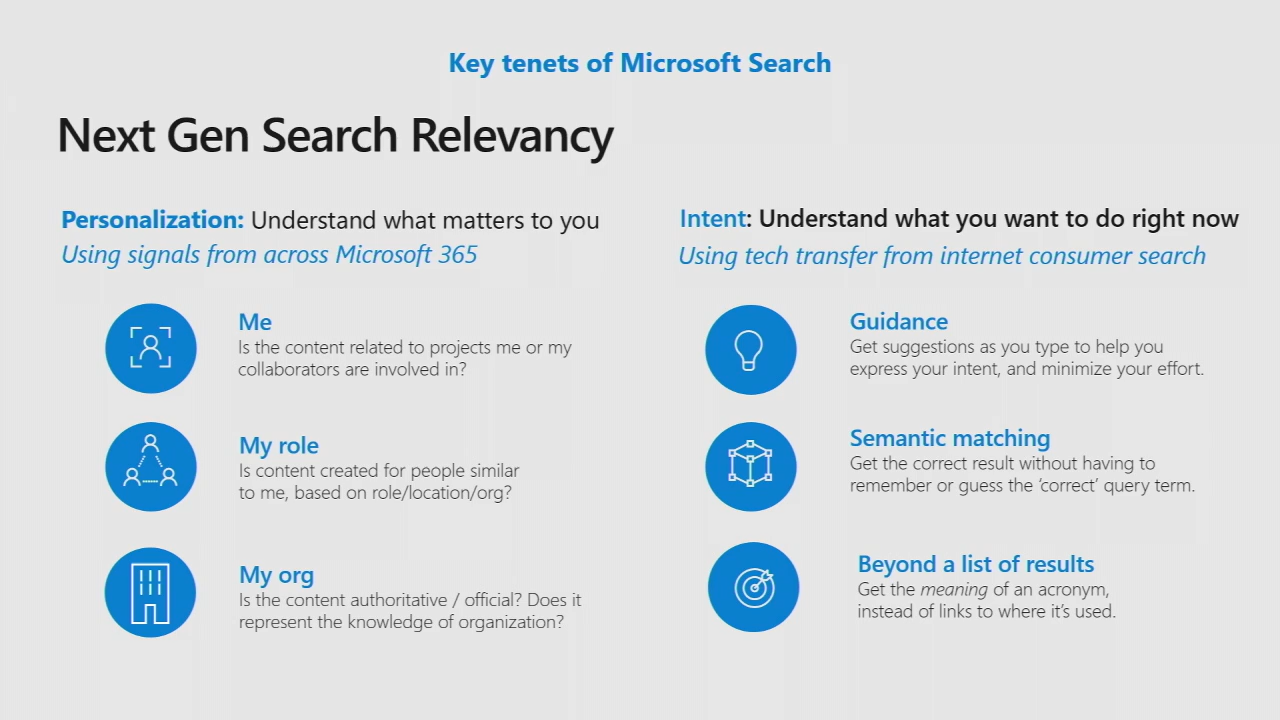 Key tenets of Microsoft Search
Next Gen Search Relevancy
Personalization: Understand what matters to you
Using signals from across Microsoft 365
Me
Is the content related to projects me or my
collaborators are involved in?
My role
Is content created for people similar
to me, based on role/location/org?
My org
Is the content authoritative / official? Does it
represent the knowledge of organization?
Intent: Understand what you want to do right now
Using tech transfer from internet consumer search
Guidance
Get suggestions as you type to help you
express your intent, and minimize your effort.
Semantic matching
Get the correct result without having to
remember or guess the ‘correct’ query term.
Beyond a list of results
Get the meaning of an acronym,
instead of links to where it’s used.